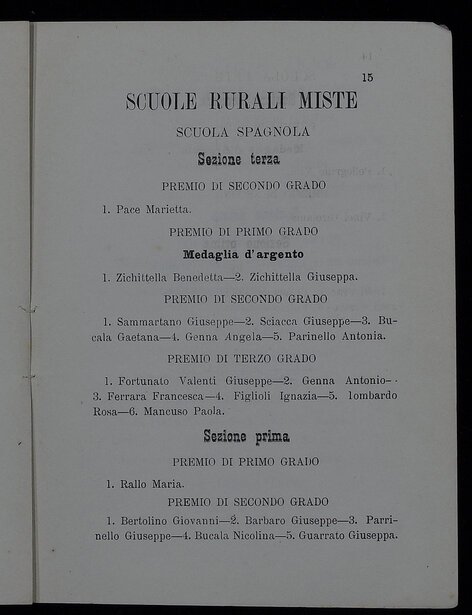 15
SCUOLE RURALI MISTE
SCUOLA SPAGNOLA
Sezione terza
PREMIO DI SECONDO GRADO
1. Pace Marietta.
PREMIO DI PRIMO GRADO
Medaglia d'argento
1. Zichittella Benedetta—2. Zichittella Giuseppa.
PREMIO DI SECONDO GRADO
1. Sammartano Giuseppe—2. Sciacca Giuseppe—3. Bu-
cala Gaetana—4. Genna Angela—5. Parinello Antonia.
PREMIO DI TERZO GRADO
1. Fortunato Valenti Giuseppe—2. Genna Antonio—
3. Ferrara Francesca—4. Figlioli Ignazia—5. lombardo
Rosa—6. Mancuso Paola.
Sezione prima
PREMIO DI PRIMO GRADO
1. Rallo Maria.
PREMIO DI SECONDO GRADO
1. Bertolino Giovanni—2. Barbaro Giuseppe—3. Parri-
nello Giuseppe—4. Bucala Nicolina—5. Guarrato Giuseppa.